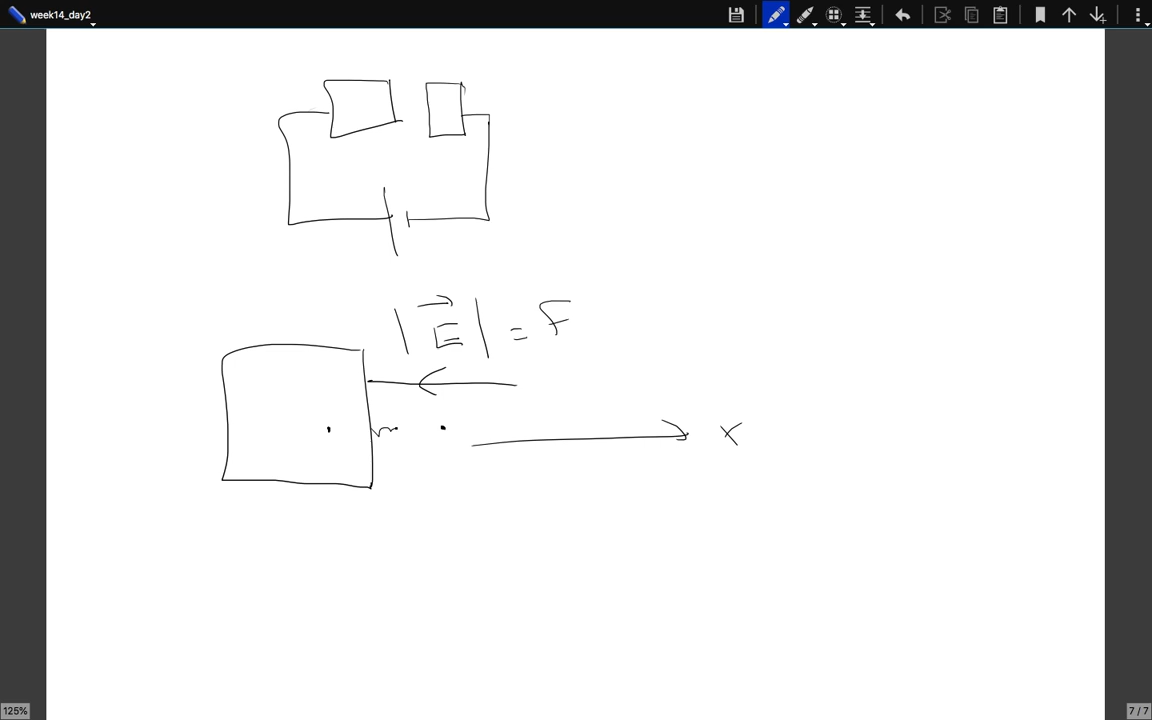 week14_day2
|E⃗| = F
x
125%
7 / 7